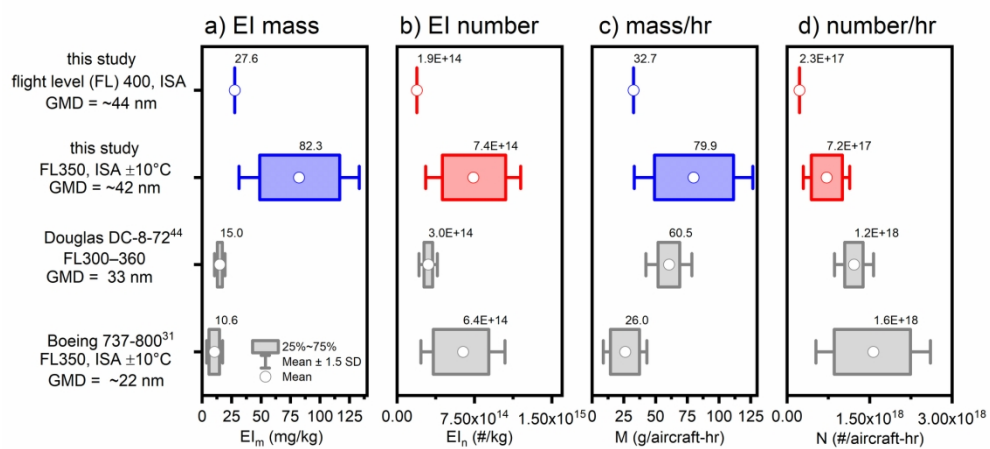 a) EI mass
b) EI number
c) mass/hr
d) number/hr
this study
flight level (FL) 400, ISA
GMD = ~44 nm
27.6
1.9E+14
32.7
2.3E+17
this study
FL350, ISA ±10°C
GMD = ~42 nm
82.3
7.4E+14
79.9
7.2E+17
Douglas DC-8-72⁴⁴
FL300–360
GMD = 33 nm
15.0
3.0E+14
60.5
1.2E+18
Boeing 737-800³¹
FL350, ISA ±10°C
GMD = ~22 nm
10.6
6.4E+14
26.0
1.6E+18
25%~75%
Mean ± 1.5 SD
Mean
0 25 50 75 100 125
0.00 7.50x10¹⁴ 1.50x10¹⁵
0 25 50 75 100 125
0.00 1.50x10¹⁸ 3.00x10¹⁸
EIₘ (mg/kg)
EIₙ (#/kg)
M (g/aircraft-hr)
N (#/aircraft-hr)